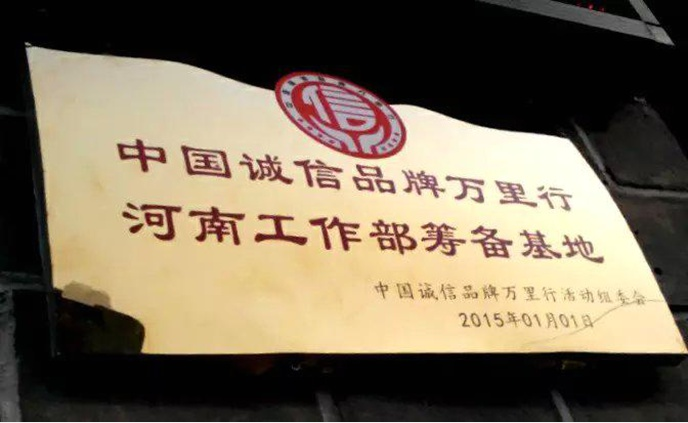 信
中国诚信品牌万里行
河南工作部筹备基地
中国诚信品牌万里行活动组委会
2015年01月01日